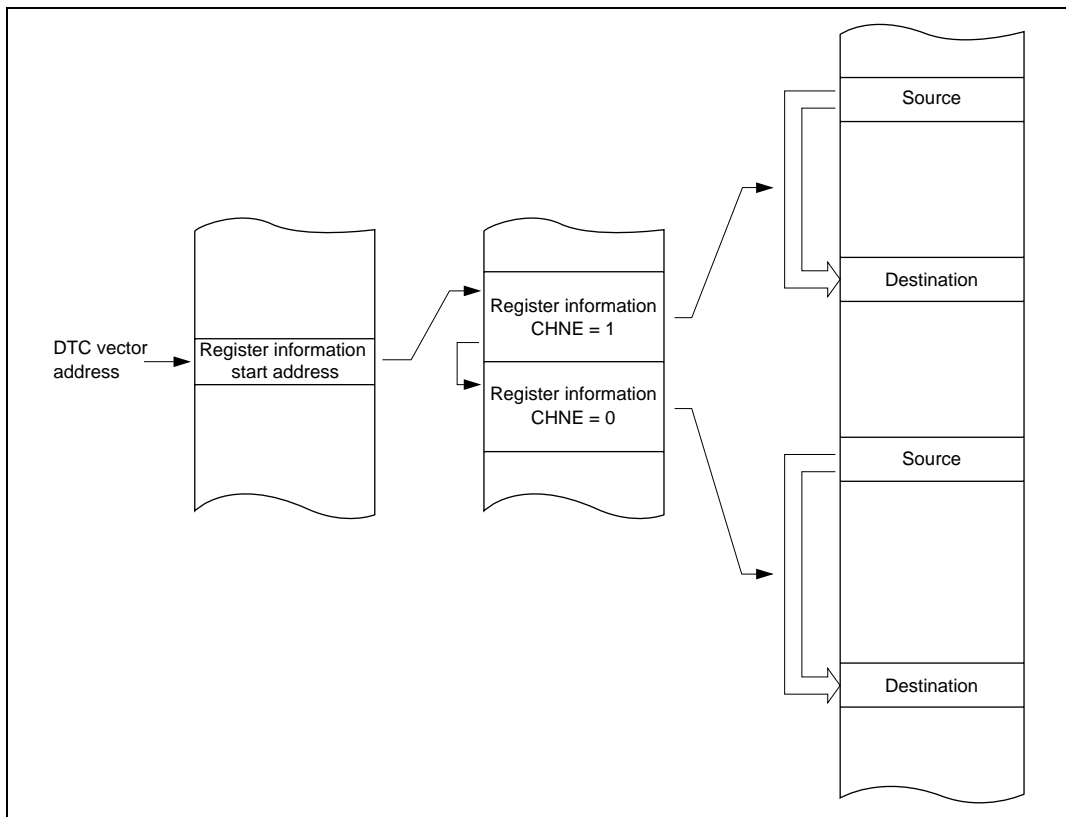 DTC vector
address
Register information
start address
Register information
CHNE = 1
Register information
CHNE = 0
Source
Destination
Source
Destination